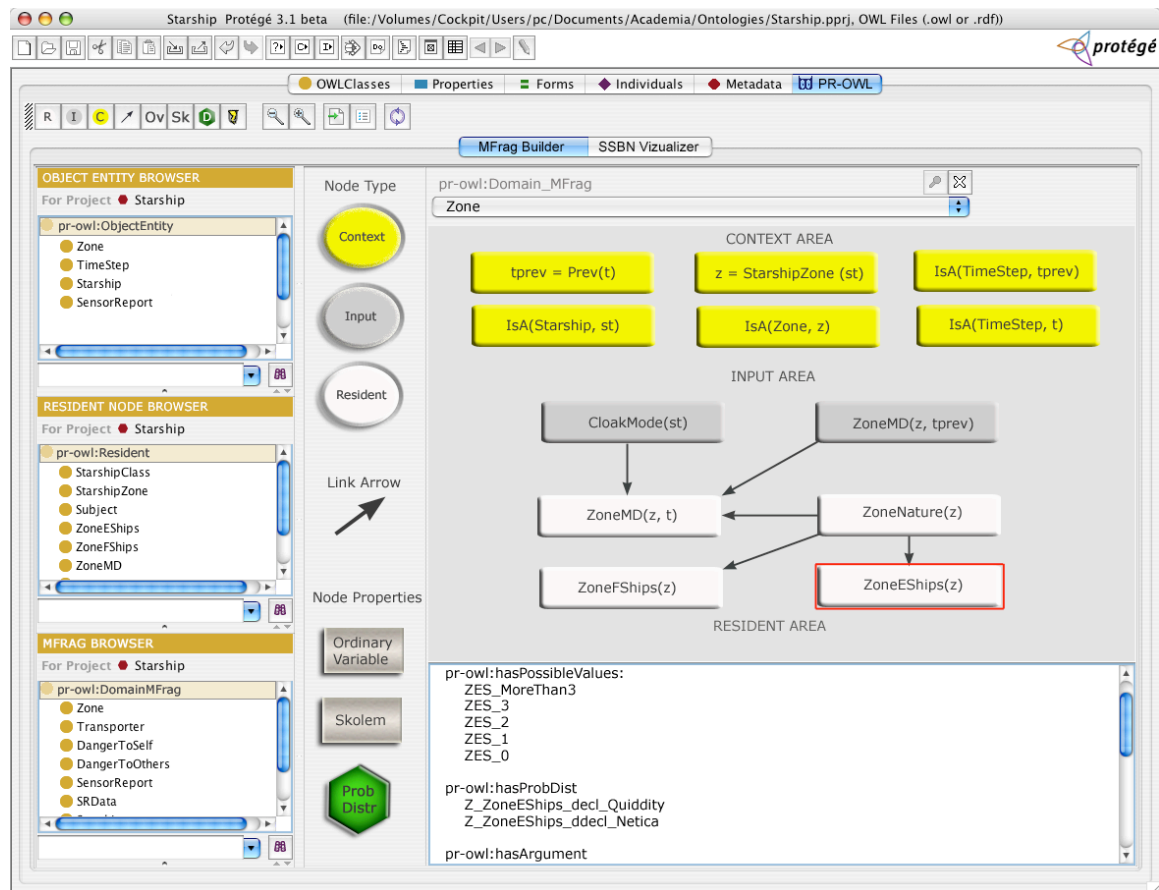 Starship Protégé 3.1 beta (file:/Volumes/Cockpit/Users/pc/Documents/Academia/Ontologies/Starship.pprj, OWL Files (.owl or .rdf))
protégé
OWLClasses Properties Forms Individuals Metadata PR-OWL
R I C Ov Sk D
MFrag Builder SSBN Vizualizer
OBJECT ENTITY BROWSER
For Project Starship
pr-owl:ObjectEntity
Zone
TimeStep
Starship
SensorReport
RESIDENT NODE BROWSER
For Project Starship
pr-owl:Resident
StarshipClass
StarshipZone
Subject
ZoneEShips
ZoneFShips
ZoneMD
MFRAG BROWSER
For Project Starship
pr-owl:DomainMFrag
Zone
Transporter
DangerToSelf
DangerToOthers
SensorReport
SRData
Node Type
Context
Input
Resident
Link Arrow
Node Properties
Ordinary
Variable
Skolem
Prob
Distr
pr-owl:Domain_MFrag
Zone
CONTEXT AREA
tprev = Prev(t)
z = StarshipZone (st)
IsA(TimeStep, tprev)
IsA(Starship, st)
IsA(Zone, z)
IsA(TimeStep, t)
INPUT AREA
CloakMode(st)
ZoneMD(z, tprev)
ZoneMD(z, t)
ZoneNature(z)
ZoneFShips(z)
ZoneEShips(z)
RESIDENT AREA
pr-owl:hasPossibleValues:
ZES_MoreThan3
ZES_3
ZES_2
ZES_1
ZES_0
pr-owl:hasProbDist
Z_ZoneEShips_decl_Quiddity
Z_ZoneEShips_ddecl_Netica
pr-owl:hasArgument